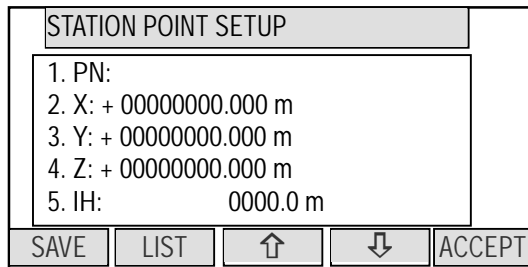 STATION POINT SETUP
1. PN:
2. X: + 00000000.000 m
3. Y: + 00000000.000 m
4. Z: + 00000000.000 m
5. IH: 0000.0 m
SAVE LIST ⇧ ⇩ ACCEPT